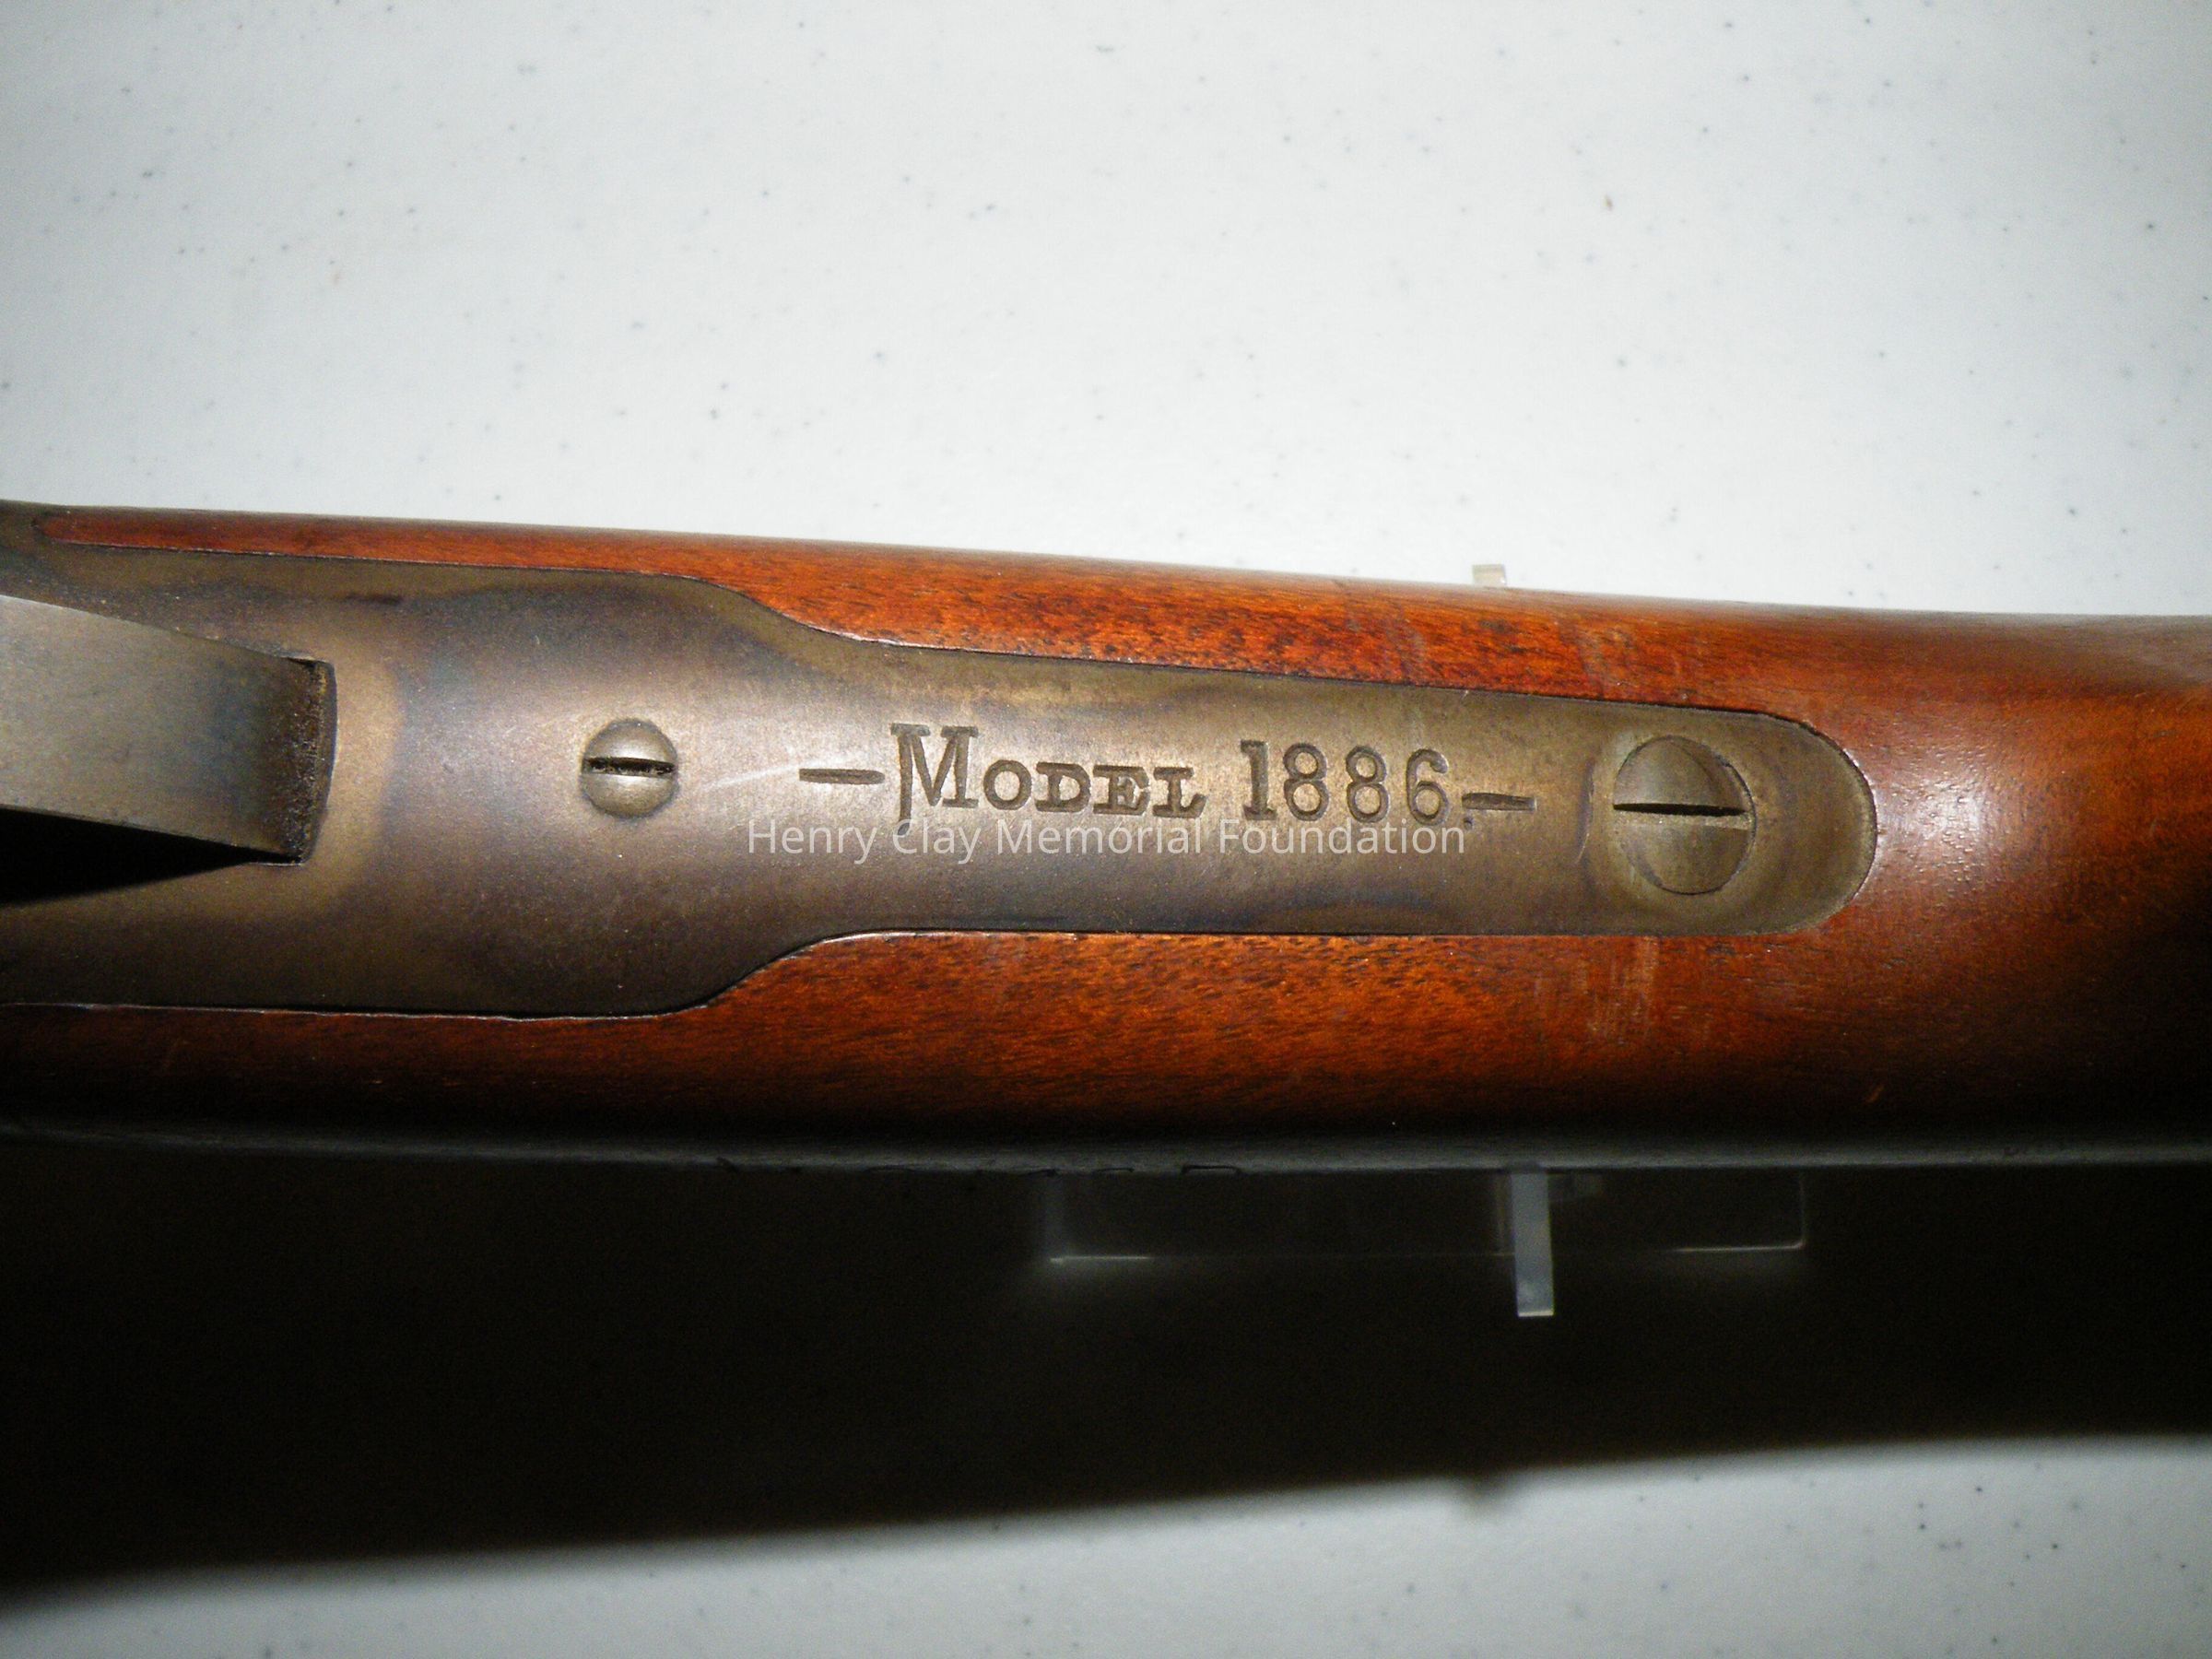 —Model 1886.—
Henry Clay Memorial Foundation